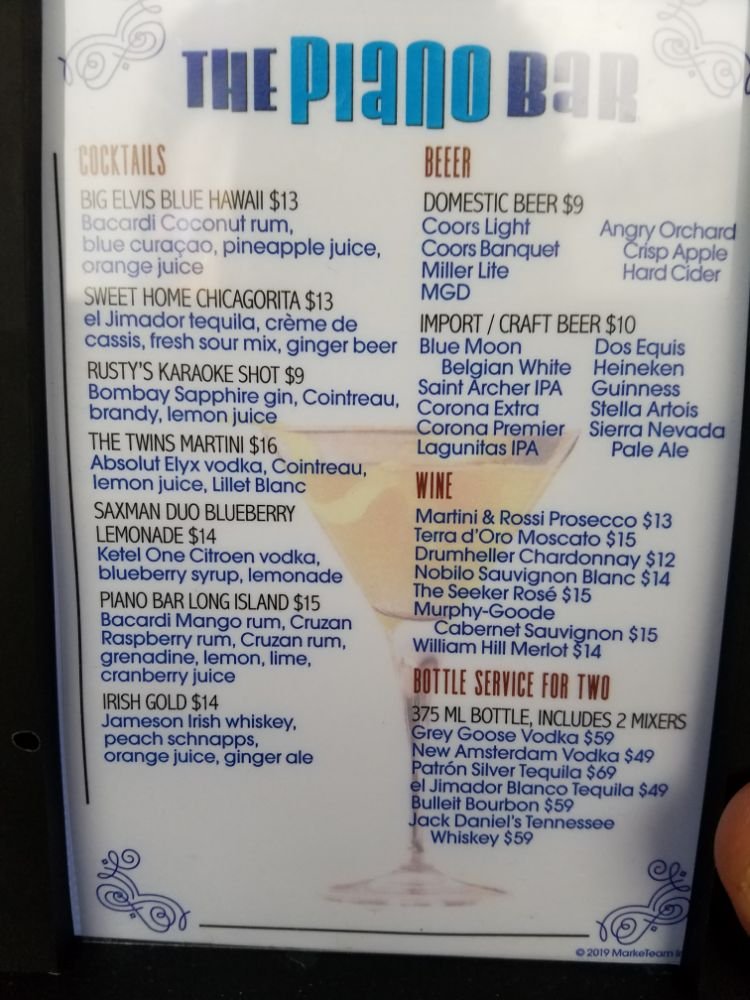 THE PIANO BAR
COCKTAILS
BIG ELVIS BLUE HAWAII $13
Bacardi Coconut rum,
blue curaçao, pineapple juice,
orange juice
SWEET HOME CHICAGORITA $13
el Jimador tequila, crème de
cassis, fresh sour mix, ginger beer
RUSTY'S KARAOKE SHOT $9
Bombay Sapphire gin, Cointreau,
brandy, lemon juice
THE TWINS MARTINI $16
Absolut Elyx vodka, Cointreau,
lemon juice, Lillet Blanc
SAXMAN DUO BLUEBERRY
LEMONADE $14
Ketel One Citroen vodka,
blueberry syrup, lemonade
PIANO BAR LONG ISLAND $15
Bacardi Mango rum, Cruzan
Raspberry rum, Cruzan rum,
grenadine, lemon, lime,
cranberry juice
IRISH GOLD $14
Jameson Irish whiskey,
peach schnapps,
orange juice, ginger ale
BEEER
DOMESTIC BEER $9
Coors Light
Coors Banquet
Miller Lite
MGD
Angry Orchard
Crisp Apple
Hard Cider
IMPORT / CRAFT BEER $10
Blue Moon
Belgian White
Saint Archer IPA
Corona Extra
Corona Premier
Lagunitas IPA
Dos Equis
Heineken
Guinness
Stella Artois
Sierra Nevada
Pale Ale
WINE
Martini & Rossi Prosecco $13
Terra d'Oro Moscato $15
Drumheller Chardonnay $12
Nobilo Sauvignon Blanc $14
The Seeker Rosé $15
Murphy-Goode
Cabernet Sauvignon $15
William Hill Merlot $14
BOTTLE SERVICE FOR TWO
375 ML BOTTLE, INCLUDES 2 MIXERS
Grey Goose Vodka $59
New Amsterdam Vodka $49
Patrón Silver Tequila $69
el Jimador Blanco Tequila $49
Bulleit Bourbon $59
Jack Daniel's Tennessee
Whiskey $59
© 2019 MarkeTeam